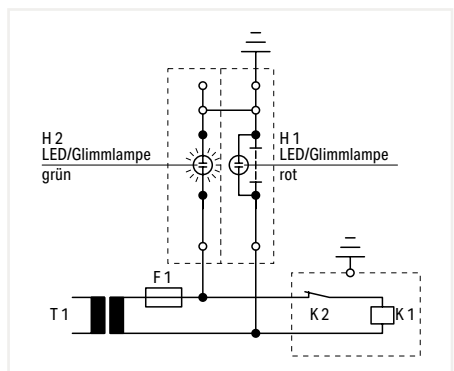 H 2
LED/Glimmlampe
grün
H 1
LED/Glimmlampe
rot
F 1
T 1
K 2
K 1